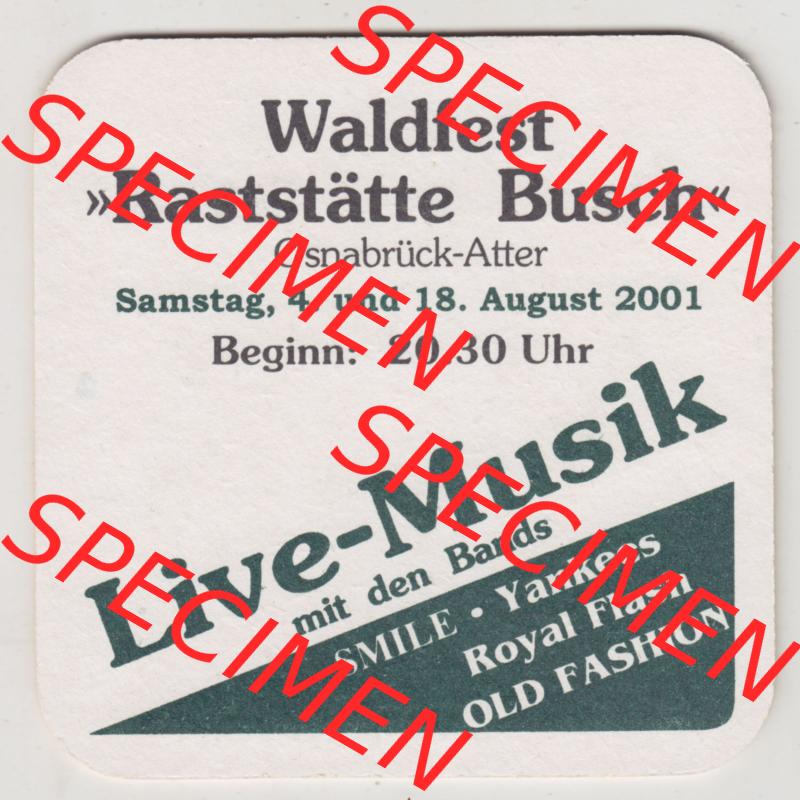 Waldfest
»Raststätte Busch«
Osnabrück-Atter
Samstag, 4. und 18. August 2001
Beginn: 20.30 Uhr
Live-Musik
mit den Bands
SMILE · Yankees
Royal Flash
OLD FASHION
SPECIMEN
SPECIMEN
SPECIMEN
SPECIMEN